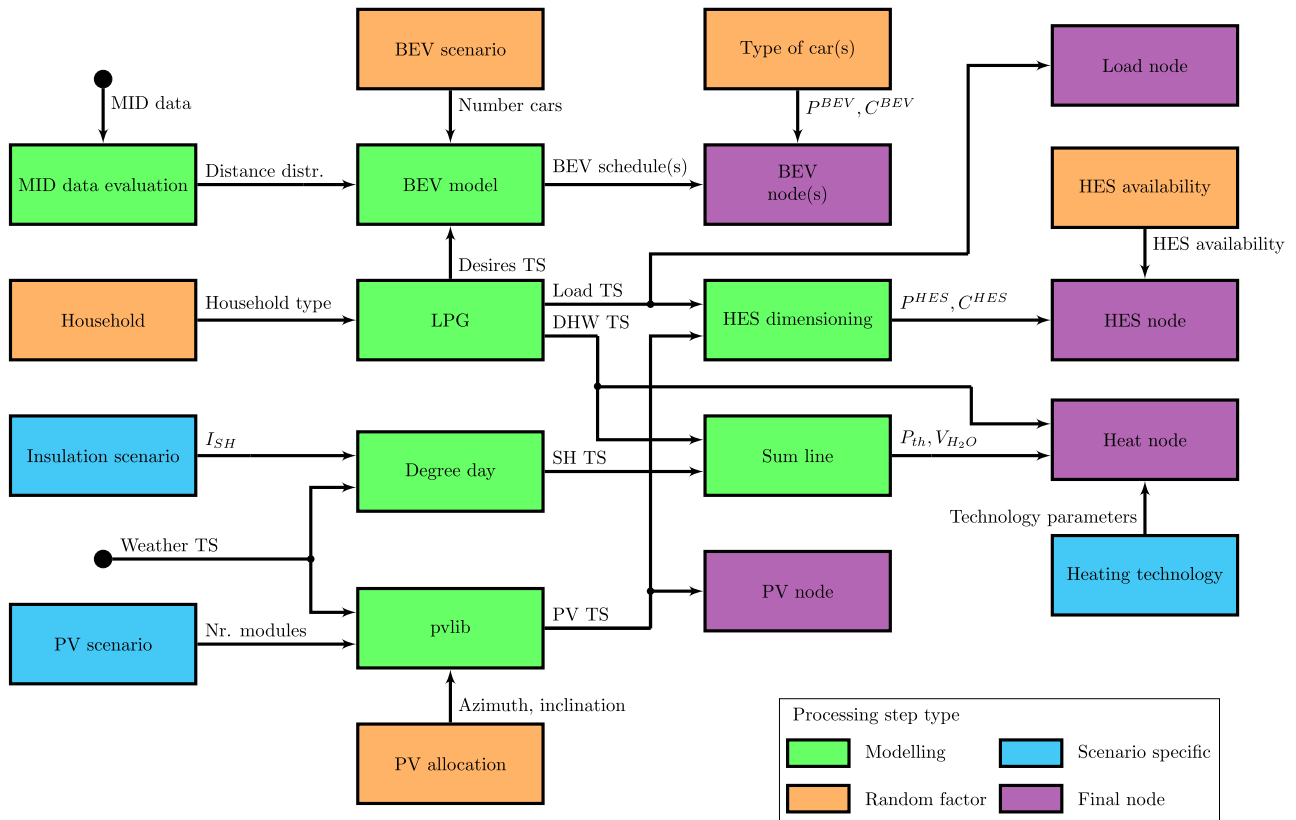 BEV scenario
Type of car(s)
Load node
MID data
Number cars
P^{BEV}, C^{BEV}
MID data evaluation
Distance distr.
BEV model
BEV schedule(s)
BEV
node(s)
HES availability
HES availability
Desires TS
Household
Household type
LPG
Load TS
DHW TS
HES dimensioning
P^{HES}, C^{HES}
HES node
Insulation scenario
I_{SH}
Degree day
SH TS
Sum line
P_{th}, V_{H_2O}
Heat node
Technology parameters
Weather TS
Heating technology
PV scenario
Nr. modules
pvlib
PV TS
PV node
Azimuth, inclination
PV allocation
Processing step type
Modelling
Scenario specific
Random factor
Final node